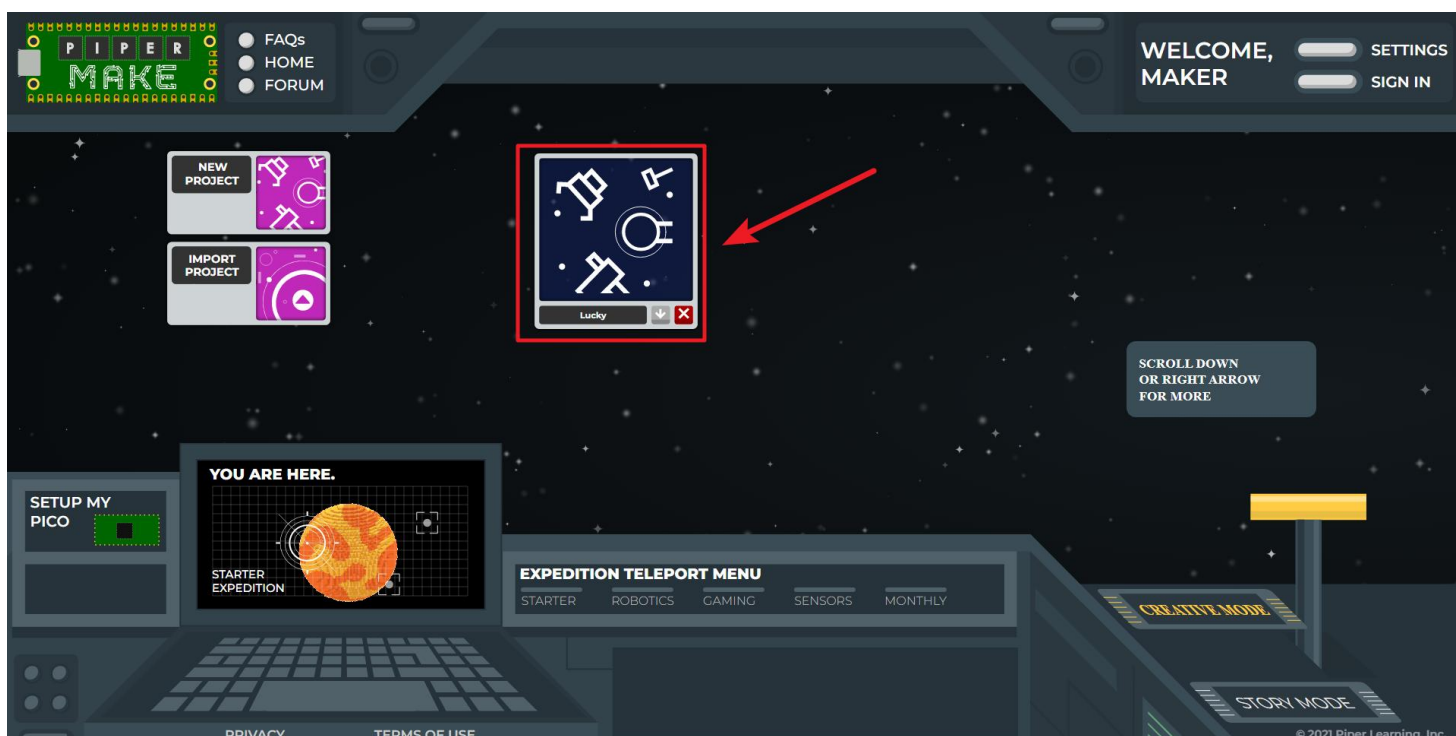 PIPER
MAKE
FAQs
HOME
FORUM
WELCOME,
MAKER
SETTINGS
SIGN IN
NEW
PROJECT
IMPORT
PROJECT
Lucky
SCROLL DOWN
OR RIGHT ARROW
FOR MORE
YOU ARE HERE.
SETUP MY
PICO
STARTER
EXPEDITION
EXPEDITION TELEPORT MENU
STARTER ROBOTICS GAMING SENSORS MONTHLY
CREATIVE MODE
STORY MODE
PRIVACY TERMS OF USE
© 2021 Piper Learning, Inc.